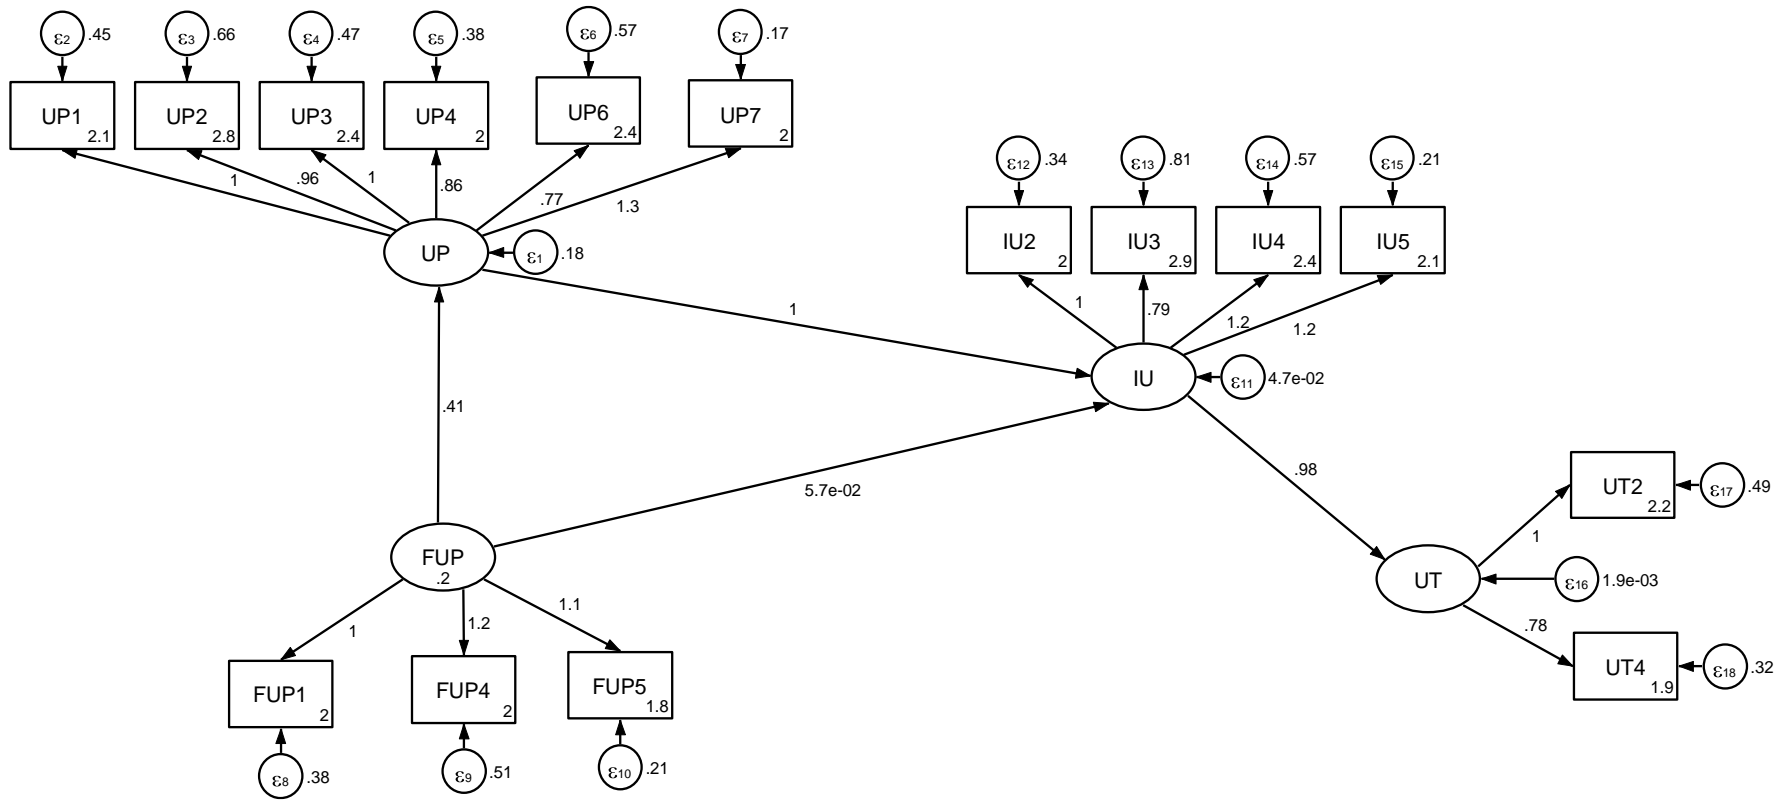 ε2 .45 ε3 .66 ε4 .47 ε5 .38 ε6 .57 ε7 .17
UP1 2.1 UP2 2.8 UP3 2.4 UP4 2 UP6 2.4 UP7 2
1 .96 1 .86 .77 1.3
ε12 .34 ε13 .81 ε14 .57 ε15 .21
IU2 2 IU3 2.9 IU4 2.4 IU5 2.1
UP ε1 .18
1
1 .79 1.2 1.2
IU ε11 4.7e-02
.41
5.7e-02
.98
UT2 2.2 ε17 .49
1
FUP .2
UT ε16 1.9e-03
1 1.2 1.1
.78
UT4 1.9 ε18 .32
FUP1 2 FUP4 2 FUP5 1.8
ε8 .38 ε9 .51 ε10 .21